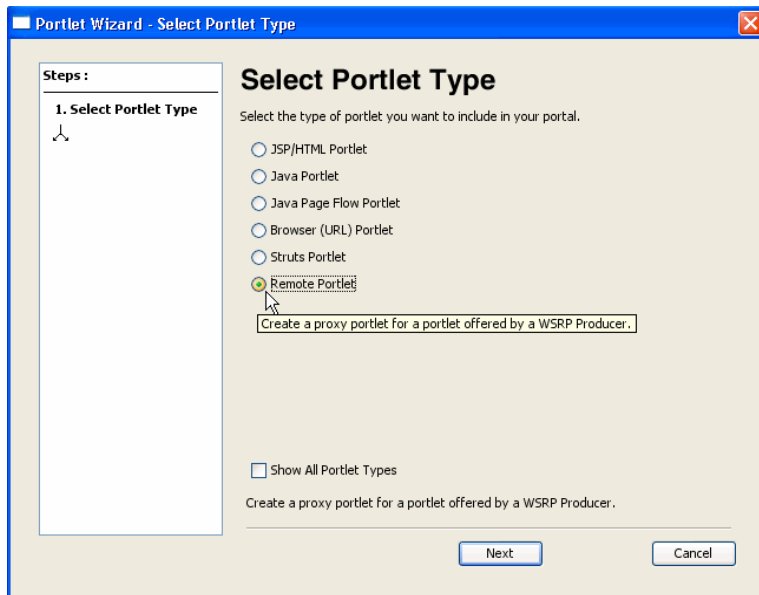 Portlet Wizard - Select Portlet Type
Steps :
1. Select Portlet Type
Select Portlet Type
Select the type of portlet you want to include in your portal.
JSP/HTML Portlet
Java Portlet
Java Page Flow Portlet
Browser (URL) Portlet
Struts Portlet
Remote Portlet
Create a proxy portlet for a portlet offered by a WSRP Producer.
Show All Portlet Types
Create a proxy portlet for a portlet offered by a WSRP Producer.
Next
Cancel